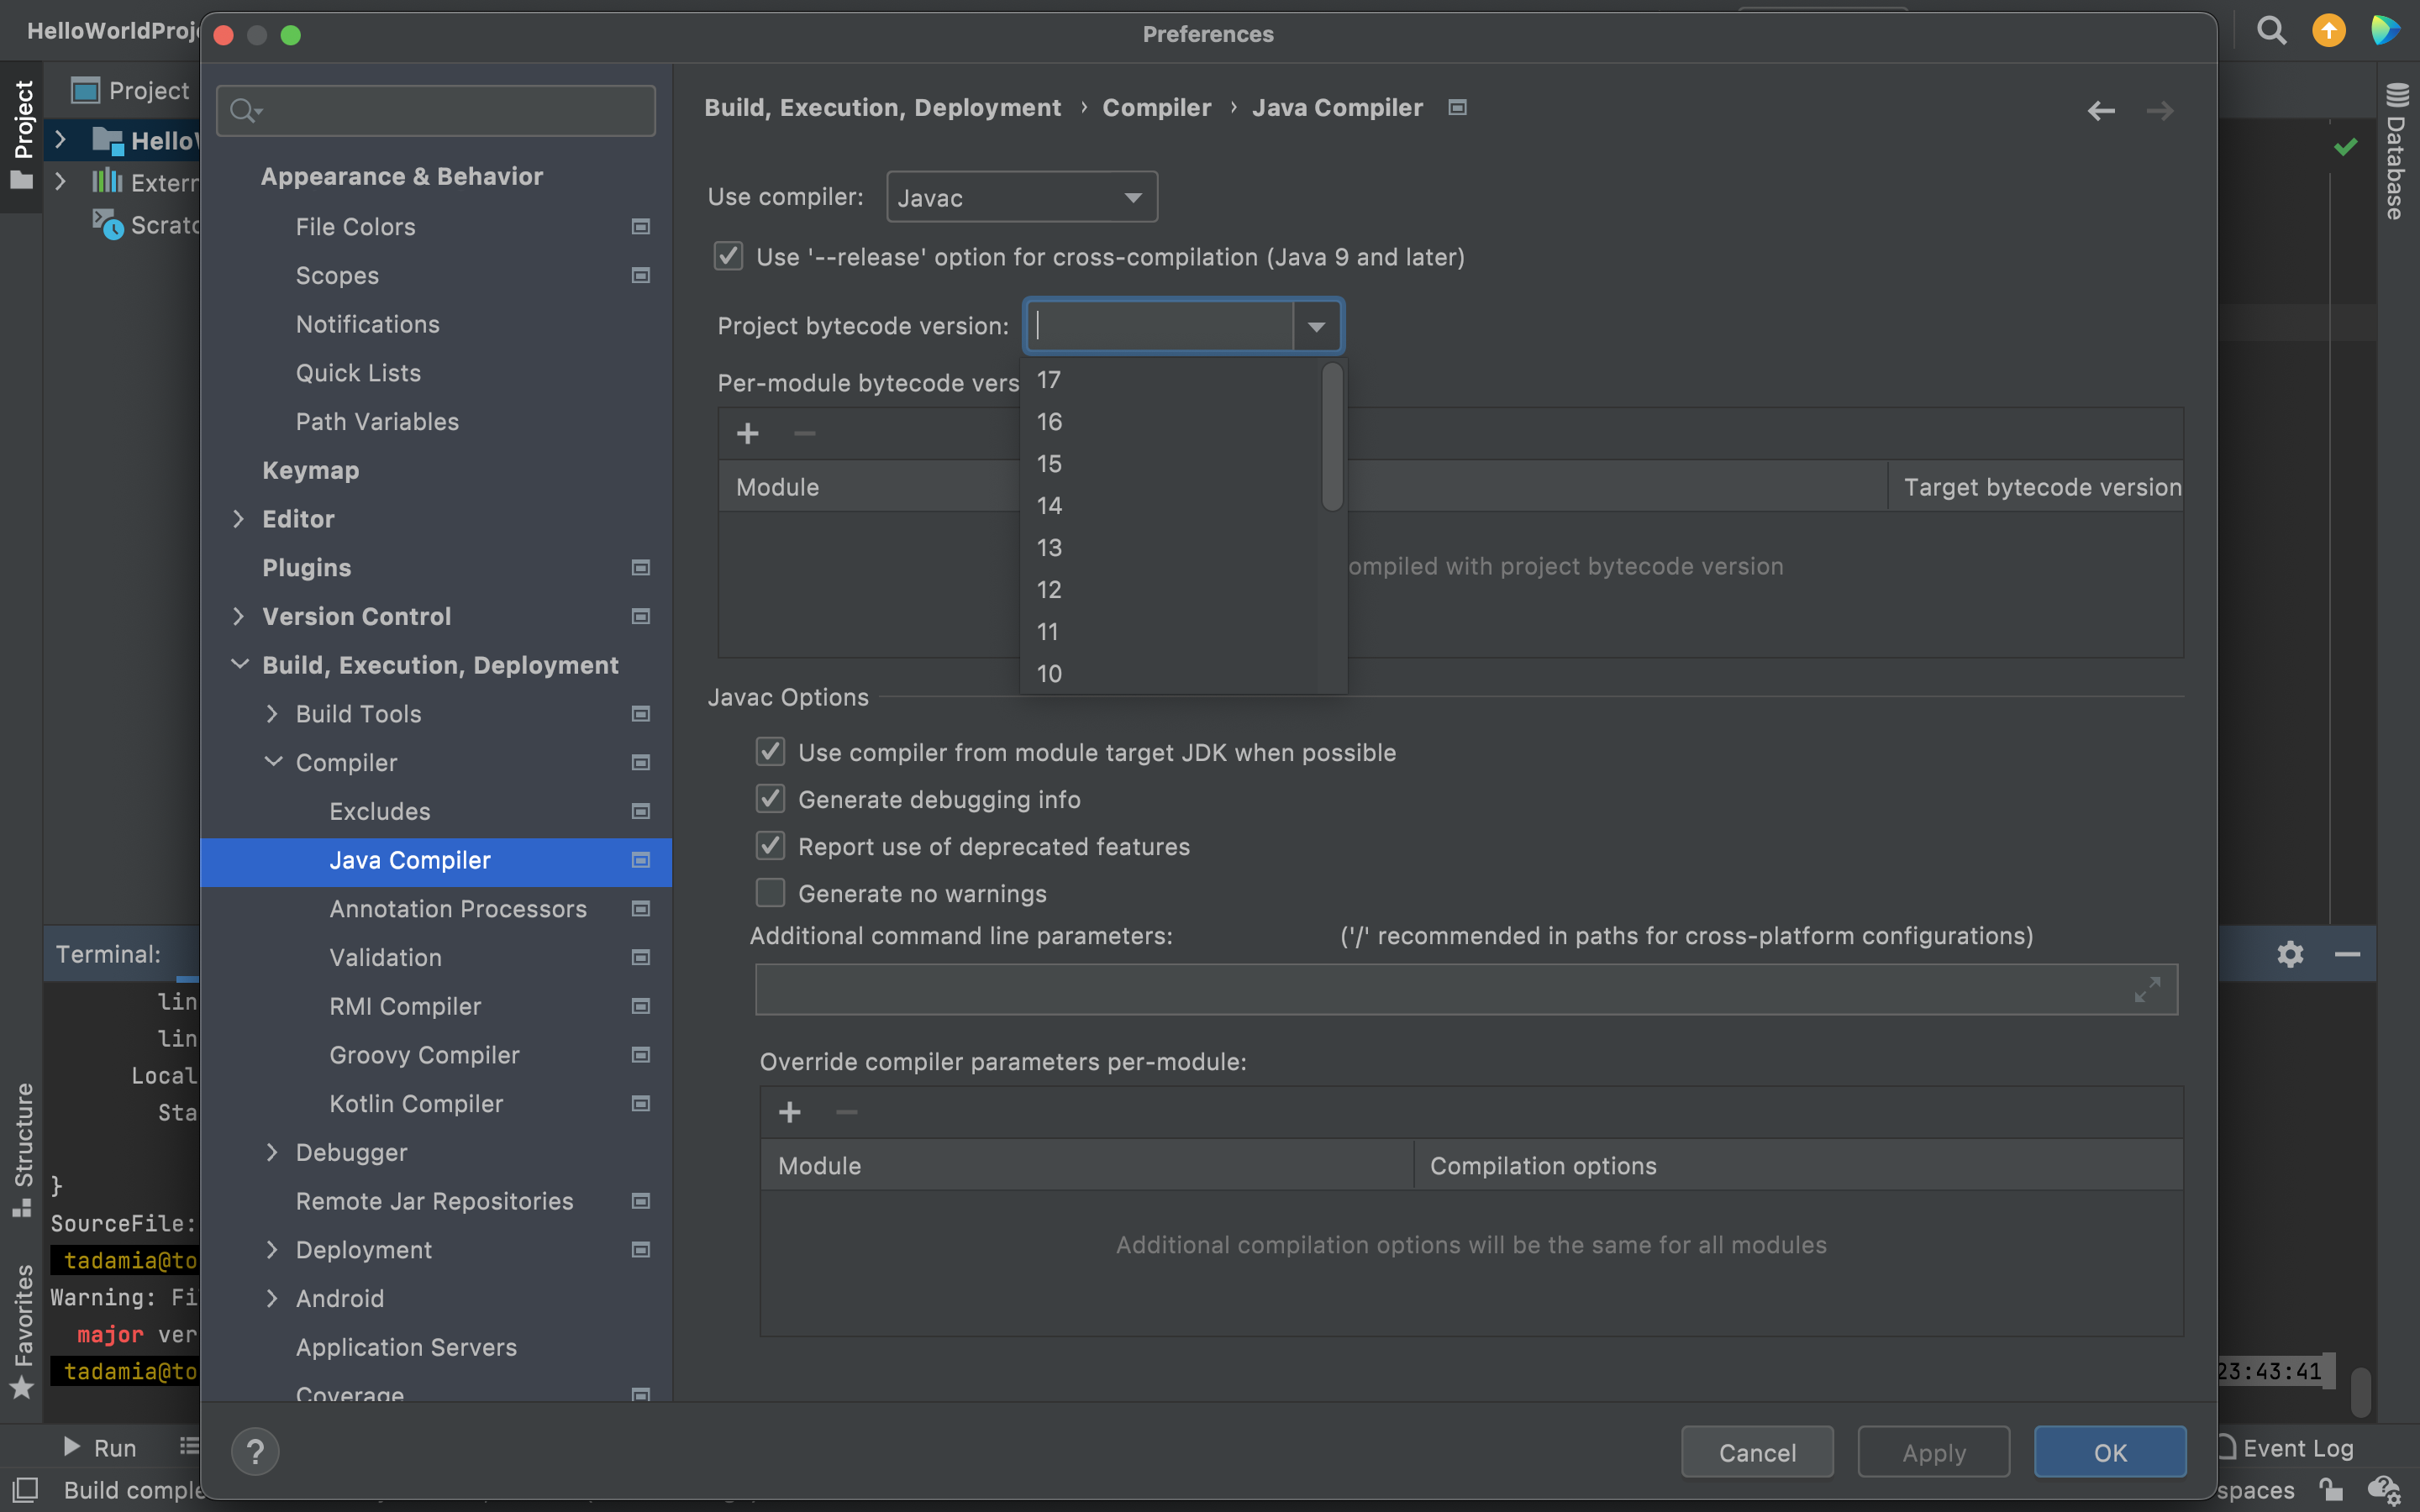 Preferences
Project
Build, Execution, Deployment › Compiler › Java Compiler
Project
Extern
Appearance & Behavior
File Colors
Scopes
Notifications
Quick Lists
Path Variables
Keymap
Editor
Plugins
Version Control
Build, Execution, Deployment
Build Tools
Compiler
Excludes
Java Compiler
Annotation Processors
Validation
RMI Compiler
Groovy Compiler
Kotlin Compiler
Debugger
Remote Jar Repositories
Deployment
Android
Application Servers
Coverage
Use compiler: Javac
Use '--release' option for cross-compilation (Java 9 and later)
Project bytecode version:
Per-module bytecode vers
17
16
15
14
13
12
11
10
Module Target bytecode version
ompiled with project bytecode version
Javac Options
Use compiler from module target JDK when possible
Generate debugging info
Report use of deprecated features
Generate no warnings
Additional command line parameters: ('/' recommended in paths for cross-platform configurations)
Override compiler parameters per-module:
Module Compilation options
Additional compilation options will be the same for all modules
? Cancel Apply OK
Database
Terminal:
lin
lin
Local
Sta
}
SourceFile:
tadamia@to
Warning: Fi
major ver
tadamia@to
23:43:41
Structure
Favorites
Run Event Log
Build comple spaces